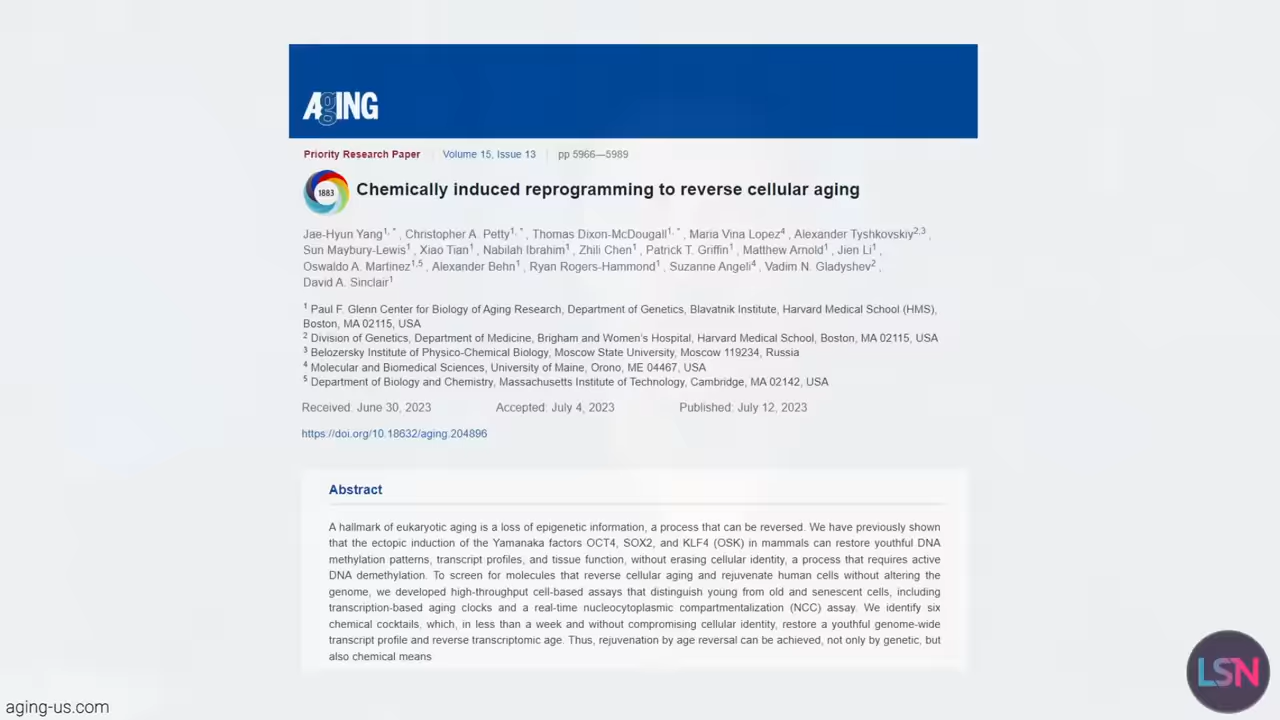 AgING
Priority Research Paper | Volume 15, Issue 13 | pp 5966—5989
1883
Chemically induced reprogramming to reverse cellular aging
Jae-Hyun Yang1,*, Christopher A. Petty1,*, Thomas Dixon-McDougall1,*, Maria Vina Lopez4, Alexander Tyshkovskiy2,3,
Sun Maybury-Lewis1, Xiao Tian1, Nabilah Ibrahim1, Zhili Chen1, Patrick T. Griffin1, Matthew Arnold1, Jien Li1,
Oswaldo A. Martinez1,5, Alexander Behn1, Ryan Rogers-Hammond1, Suzanne Angeli4, Vadim N. Gladyshev2,
David A. Sinclair1
1 Paul F. Glenn Center for Biology of Aging Research, Department of Genetics, Blavatnik Institute, Harvard Medical School (HMS),
Boston, MA 02115, USA
2 Division of Genetics, Department of Medicine, Brigham and Women's Hospital, Harvard Medical School, Boston, MA 02115, USA
3 Belozersky Institute of Physico-Chemical Biology, Moscow State University, Moscow 119234, Russia
4 Molecular and Biomedical Sciences, University of Maine, Orono, ME 04467, USA
5 Department of Biology and Chemistry, Massachusetts Institute of Technology, Cambridge, MA 02142, USA
Received: June 30, 2023 Accepted: July 4, 2023 Published: July 12, 2023
https://doi.org/10.18632/aging.204896
Abstract
A hallmark of eukaryotic aging is a loss of epigenetic information, a process that can be reversed. We have previously shown
that the ectopic induction of the Yamanaka factors OCT4, SOX2, and KLF4 (OSK) in mammals can restore youthful DNA
methylation patterns, transcript profiles, and tissue function, without erasing cellular identity, a process that requires active
DNA demethylation. To screen for molecules that reverse cellular aging and rejuvenate human cells without altering the
genome, we developed high-throughput cell-based assays that distinguish young from old and senescent cells, including
transcription-based aging clocks and a real-time nucleocytoplasmic compartmentalization (NCC) assay. We identify six
chemical cocktails, which, in less than a week and without compromising cellular identity, restore a youthful genome-wide
transcript profile and reverse transcriptomic age. Thus, rejuvenation by age reversal can be achieved, not only by genetic, but
also chemical means
LSN
aging-us.com